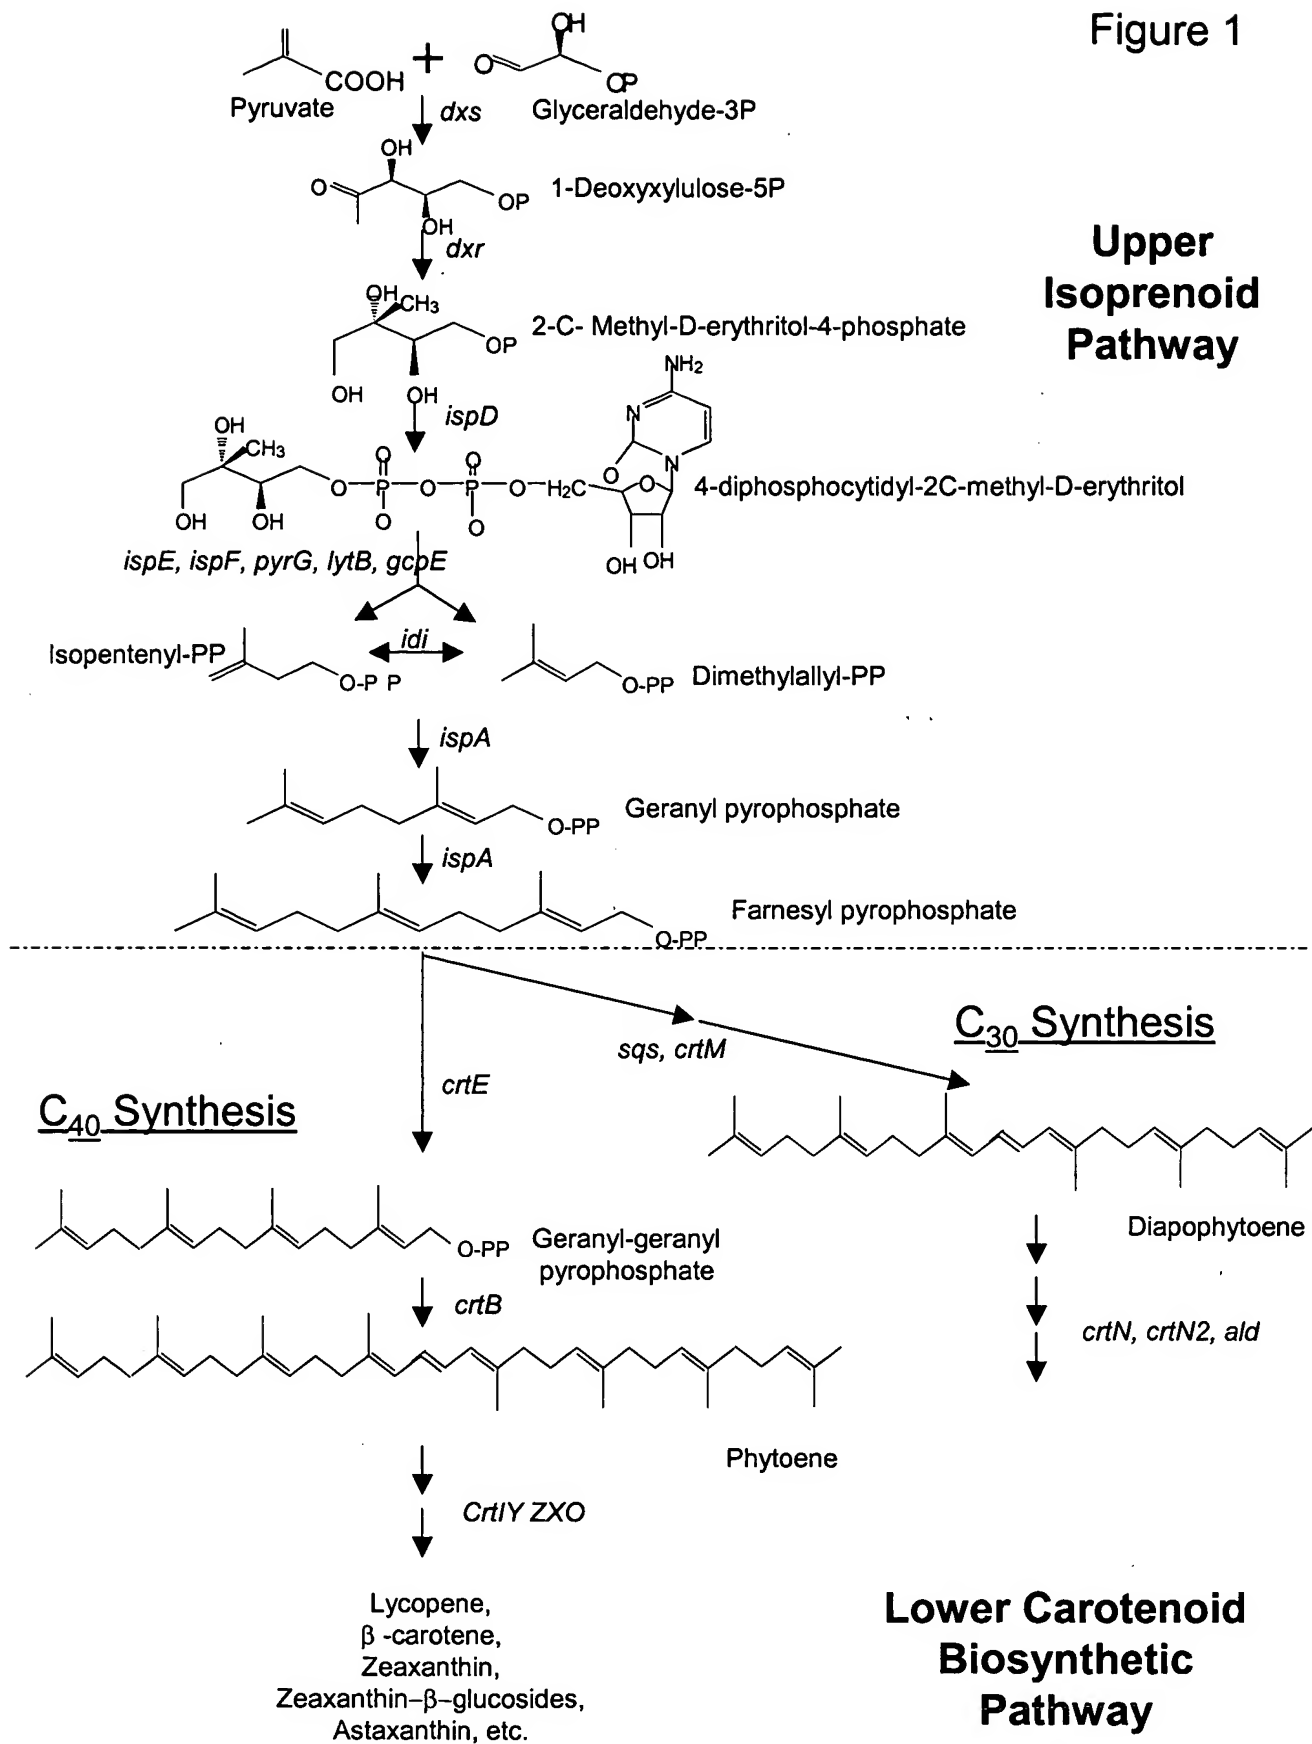 Figure 1
OH
COOH
+
O
OP
Pyruvate
dxs
Glyceraldehyde-3P
OH
O
OP
1-Deoxyxylulose-5P
OH
dxr
Upper
Isoprenoid
Pathway
OH
CH3
OP
2-C- Methyl-D-erythritol-4-phosphate
OH
OH
ispD
NH2
N
N
O
OH
CH3
O
O
O P O P O H2C
O
4-diphosphocytidyl-2C-methyl-D-erythritol
OH
OH
O
O
OH OH
ispE, ispF, pyrG, lytB, gcpE
Isopentenyl-PP
O-P P
idi
O-PP
Dimethylallyl-PP
ispA
O-PP
Geranyl pyrophosphate
ispA
O-PP
Farnesyl pyrophosphate
C30 Synthesis
sqs, crtM
crtE
C40 Synthesis
O-PP
Geranyl-geranyl
pyrophosphate
Diapophytoene
crtB
crtN, crtN2, ald
Phytoene
CrtIY ZXO
Lycopene,
β -carotene,
Zeaxanthin,
Zeaxanthin–β–glucosides,
Astaxanthin, etc.
Lower Carotenoid
Biosynthetic
Pathway